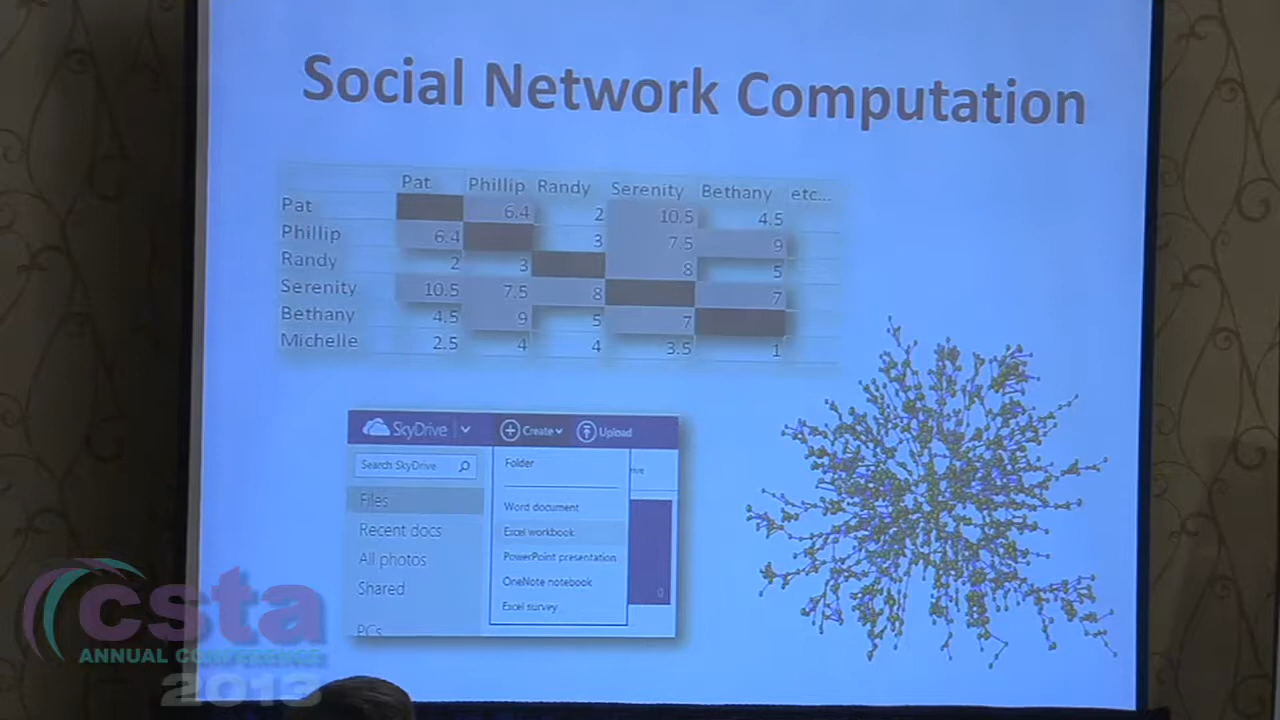 Social Network Computation
Pat Phillip Randy Serenity Bethany etc...
Pat 6.4 2 10.5 4.5
Phillip 6.4 3 7.5 9
Randy 2 3 8 5
Serenity 10.5 7.5 8 7
Bethany 4.5 9 5 7
Michelle 2.5 4 4 3.5 1
SkyDrive Create Upload
Search SkyDrive
Files
Recent docs
All photos
Shared
PCs
Folder
Word document
Excel workbook
PowerPoint presentation
OneNote notebook
Excel survey
0
csta
ANNUAL CONFERENCE
2013